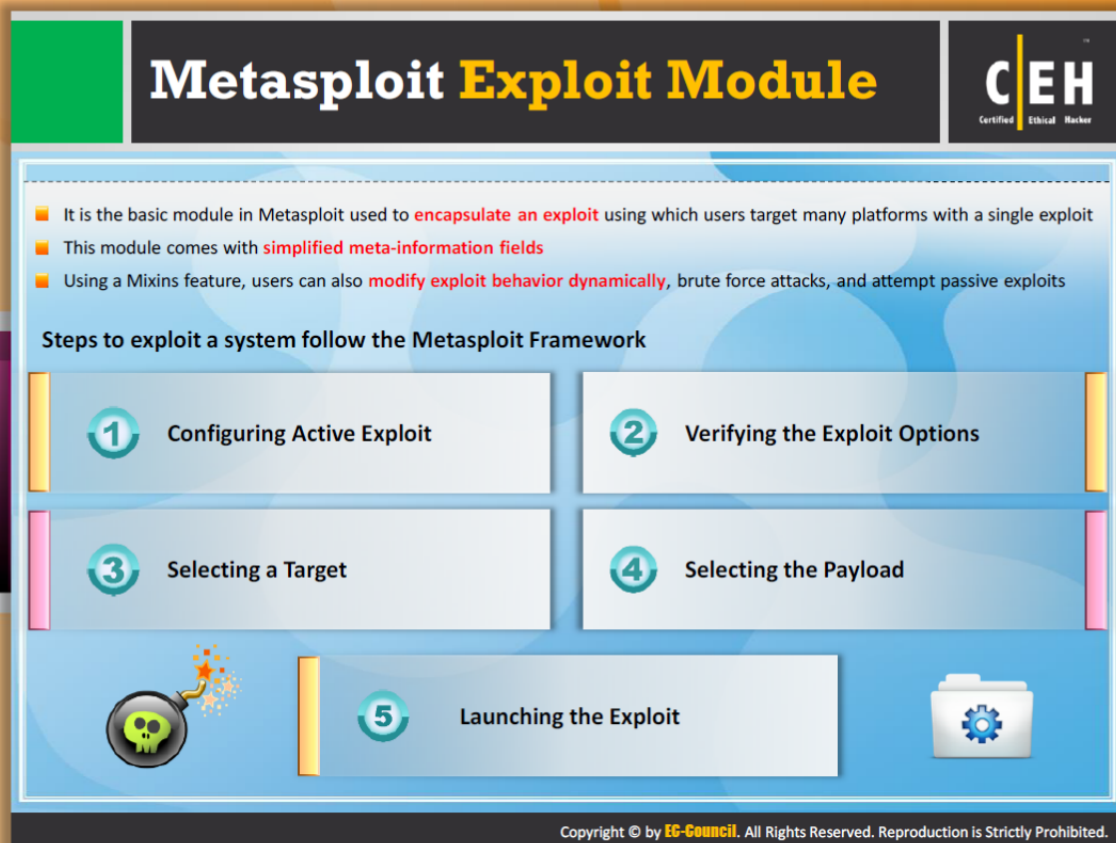 Metasploit Exploit Module
C|EH
™
Certified Ethical Hacker
It is the basic module in Metasploit used to encapsulate an exploit using which users target many platforms with a single exploit
This module comes with simplified meta-information fields
Using a Mixins feature, users can also modify exploit behavior dynamically, brute force attacks, and attempt passive exploits
Steps to exploit a system follow the Metasploit Framework
1 Configuring Active Exploit
2 Verifying the Exploit Options
3 Selecting a Target
4 Selecting the Payload
5 Launching the Exploit
Copyright © by EC-Council. All Rights Reserved. Reproduction is Strictly Prohibited.